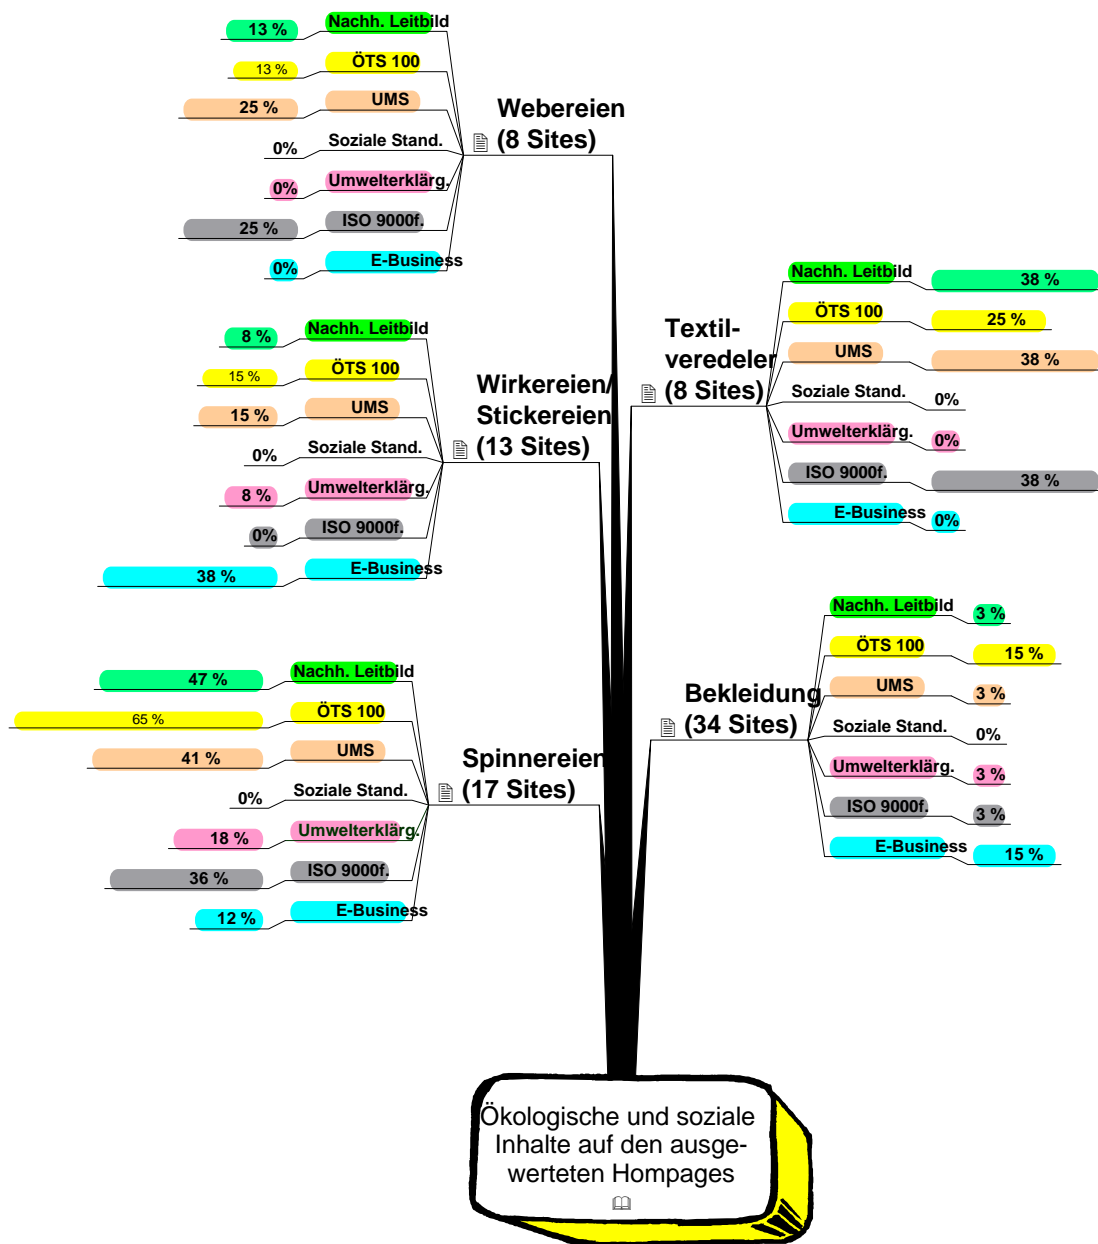 13 % Nachh. Leitbild
13 % ÖTS 100
25 % UMS
0% Soziale Stand.
0% Umwelterklärg.
25 % ISO 9000f.
0% E-Business
Webereien
(8 Sites)
8 % Nachh. Leitbild
15 % ÖTS 100
15 % UMS
0% Soziale Stand.
8 % Umwelterklärg.
0% ISO 9000f.
38 % E-Business
Wirkereien/
Stickereien
(13 Sites)
47 % Nachh. Leitbild
65 % ÖTS 100
41 % UMS
0% Soziale Stand.
18 % Umwelterklärg.
36 % ISO 9000f.
12 % E-Business
Spinnereien
(17 Sites)
Textil-
veredeler
(8 Sites)
Nachh. Leitbild 38 %
ÖTS 100 25 %
UMS 38 %
Soziale Stand. 0%
Umwelterklärg. 0%
ISO 9000f. 38 %
E-Business 0%
Bekleidung
(34 Sites)
Nachh. Leitbild 3 %
ÖTS 100 15 %
UMS 3 %
Soziale Stand. 0%
Umwelterklärg. 3 %
ISO 9000f. 3 %
E-Business 15 %
Ökologische und soziale
Inhalte auf den ausge-
werteten Hompages